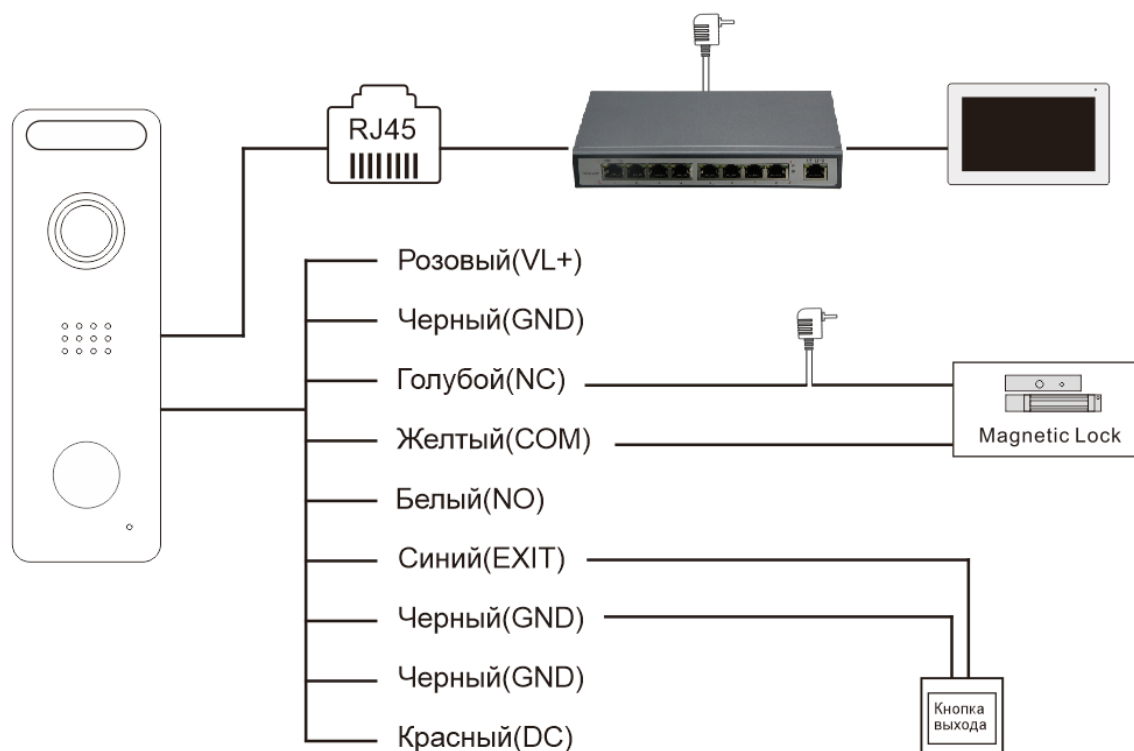 RJ45
Розовый(VL+)
Черный(GND)
Голубой(NC)
Желтый(COM)
Magnetic Lock
Белый(NO)
Синий(EXIT)
Черный(GND)
Черный(GND)
Кнопка
выхода
Красный(DC)